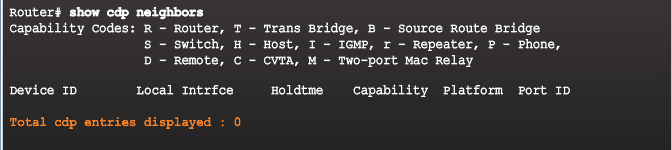 Router# show cdp neighbors
Capability Codes: R - Router, T - Trans Bridge, B - Source Route Bridge
S - Switch, H - Host, I - IGMP, r - Repeater, P - Phone,
D - Remote, C - CVTA, M - Two-port Mac Relay
Device ID Local Intrfce Holdtme Capability Platform Port ID
Total cdp entries displayed : 0